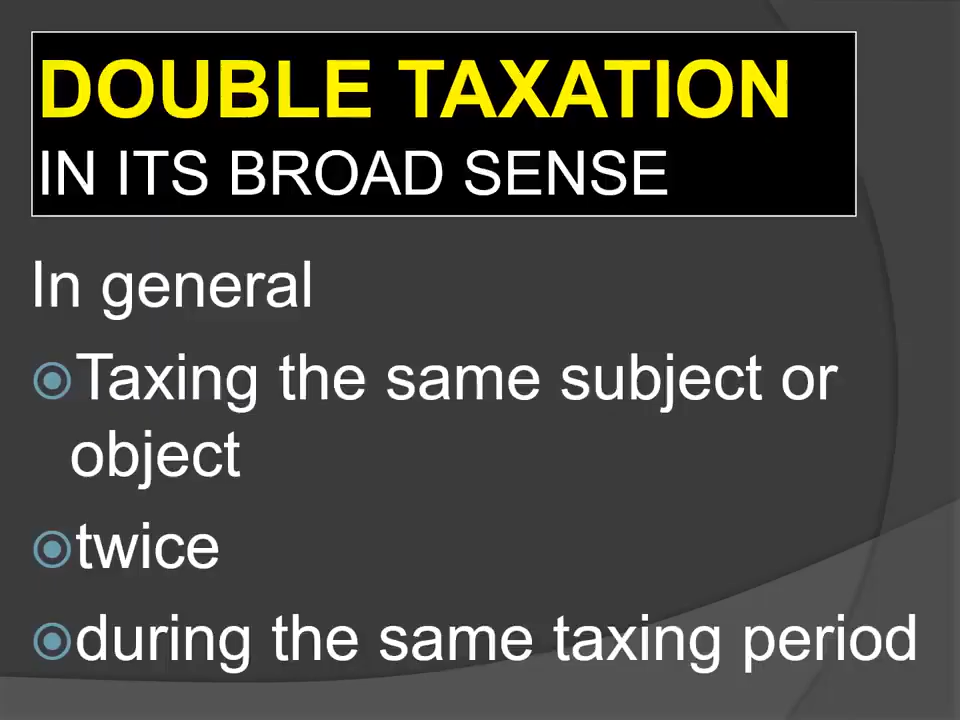 DOUBLE TAXATION
IN ITS BROAD SENSE
In general
Taxing the same subject or
object
twice
during the same taxing period